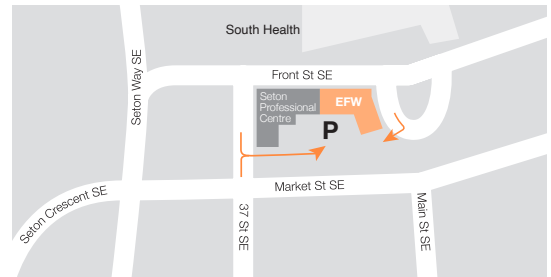 South Health
Front St SE
Seton Way SE
Seton
Professional
Centre
EFW
P
Market St SE
Seton Crescent SE
37 St SE
Main St SE